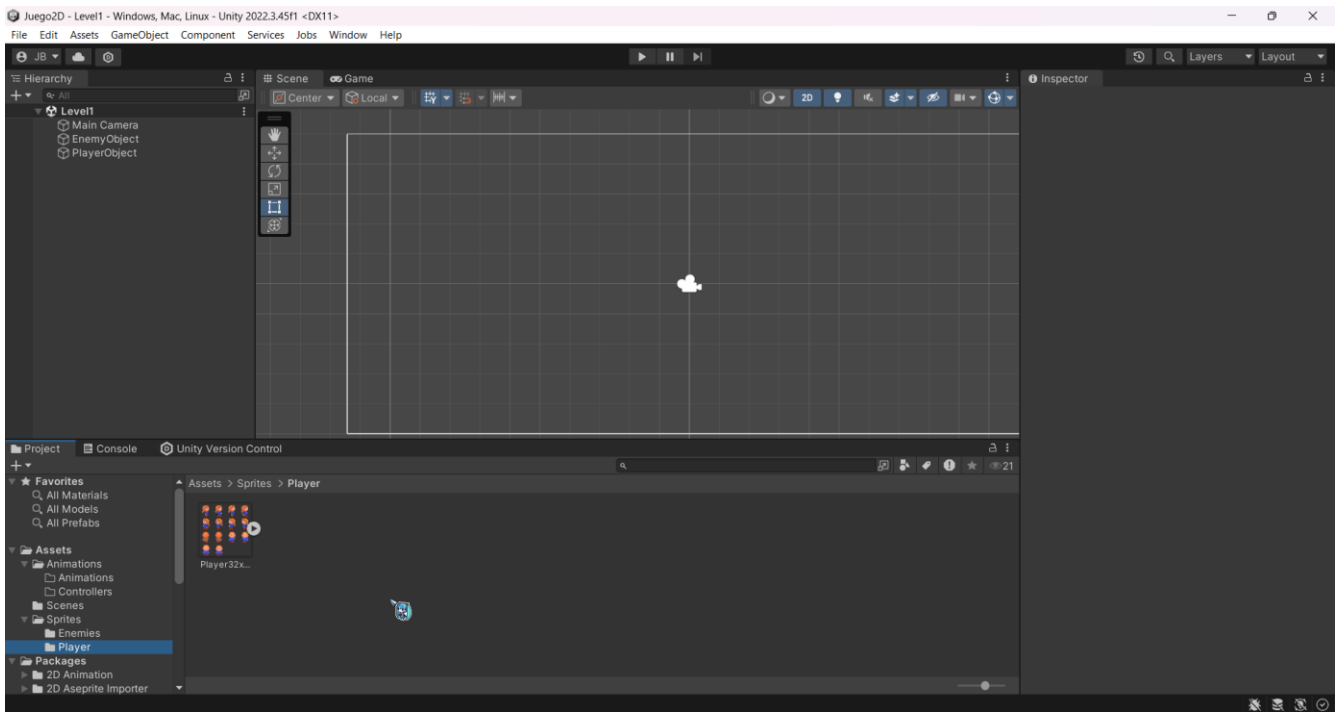 Juego2D - Level1 - Windows, Mac, Linux - Unity 2022.3.45f1 <DX11>
File Edit Assets GameObject Component Services Jobs Window Help
JB Layers Layout
Hierarchy Scene Game Inspector
All Center Local 2D
Level1
Main Camera
EnemyObject
PlayerObject
Project Console Unity Version Control
21
Favorites Assets > Sprites > Player
All Materials
All Models
All Prefabs
Assets
Animations Player32x...
Animations
Controllers
Scenes
Sprites
Enemies
Player
Packages
2D Animation
2D Aseprite Importer